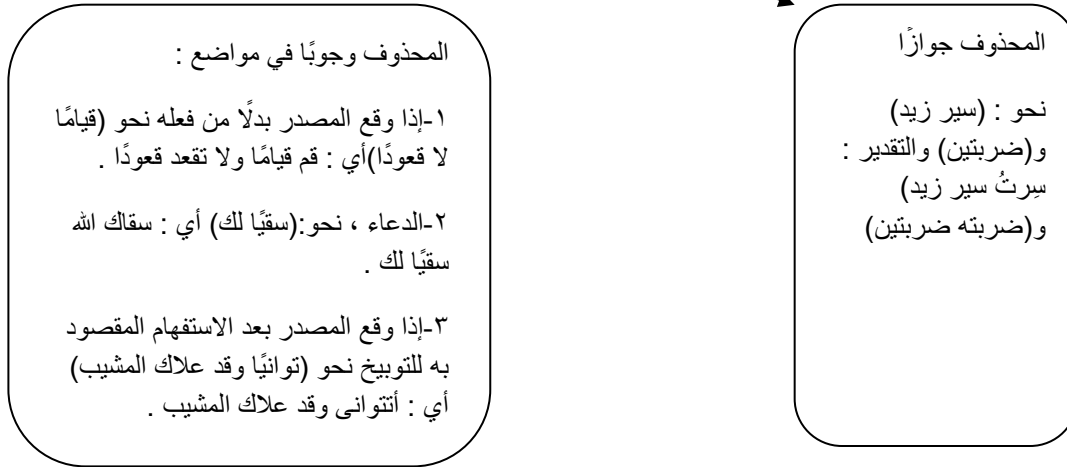 المحذوف جوازًا
نحو : (سير زيد)
و(ضربتين) والتقدير :
سِرتُ سير زيد)
و(ضربته ضربتين)
المحذوف وجوبًا في مواضع :
١-إذا وقع المصدر بدلًا من فعله نحو (قيامًا
لا قعودًا)أي : قم قيامًا ولا تقعد قعودًا .
٢-الدعاء ، نحو:(سقيًا لك) أي : سقاك الله
سقيًا لك .
٣-إذا وقع المصدر بعد الاستفهام المقصود
به للتوبيخ نحو (توانيًا وقد علاك المشيب)
أي : أتتوانى وقد علاك المشيب .